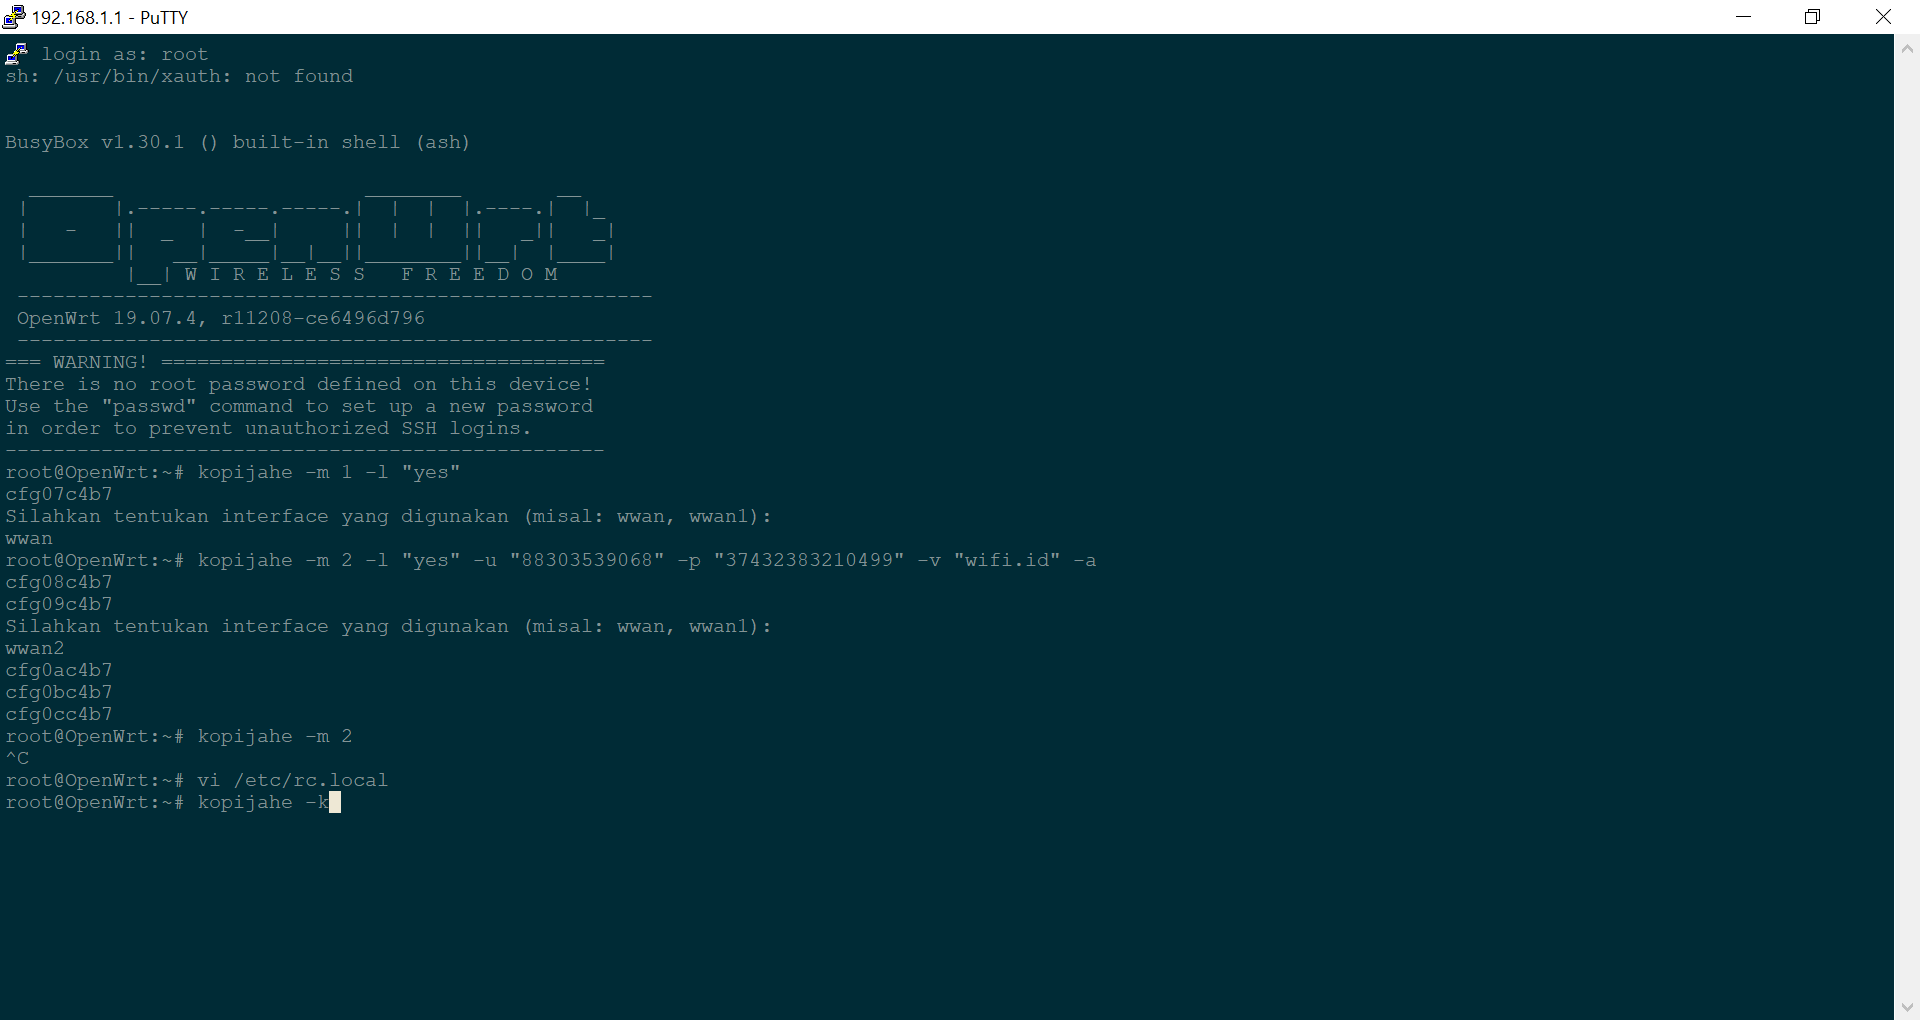 192.168.1.1 - PuTTY
login as: root
sh: /usr/bin/xauth: not found
BusyBox v1.30.1 () built-in shell (ash)
W I R E L E S S   F R E E D O M
-----------------------------------------------------
OpenWrt 19.07.4, r11208-ce6496d796
-----------------------------------------------------
=== WARNING! =====================================
There is no root password defined on this device!
Use the "passwd" command to set up a new password
in order to prevent unauthorized SSH logins.
--------------------------------------------------
root@OpenWrt:~# kopijahe -m 1 -l "yes"
cfg07c4b7
Silahkan tentukan interface yang digunakan (misal: wwan, wwan1):
wwan
root@OpenWrt:~# kopijahe -m 2 -l "yes" -u "88303539068" -p "37432383210499" -v "wifi.id" -a
cfg08c4b7
cfg09c4b7
Silahkan tentukan interface yang digunakan (misal: wwan, wwan1):
wwan2
cfg0ac4b7
cfg0bc4b7
cfg0cc4b7
root@OpenWrt:~# kopijahe -m 2
^C
root@OpenWrt:~# vi /etc/rc.local
root@OpenWrt:~# kopijahe -k